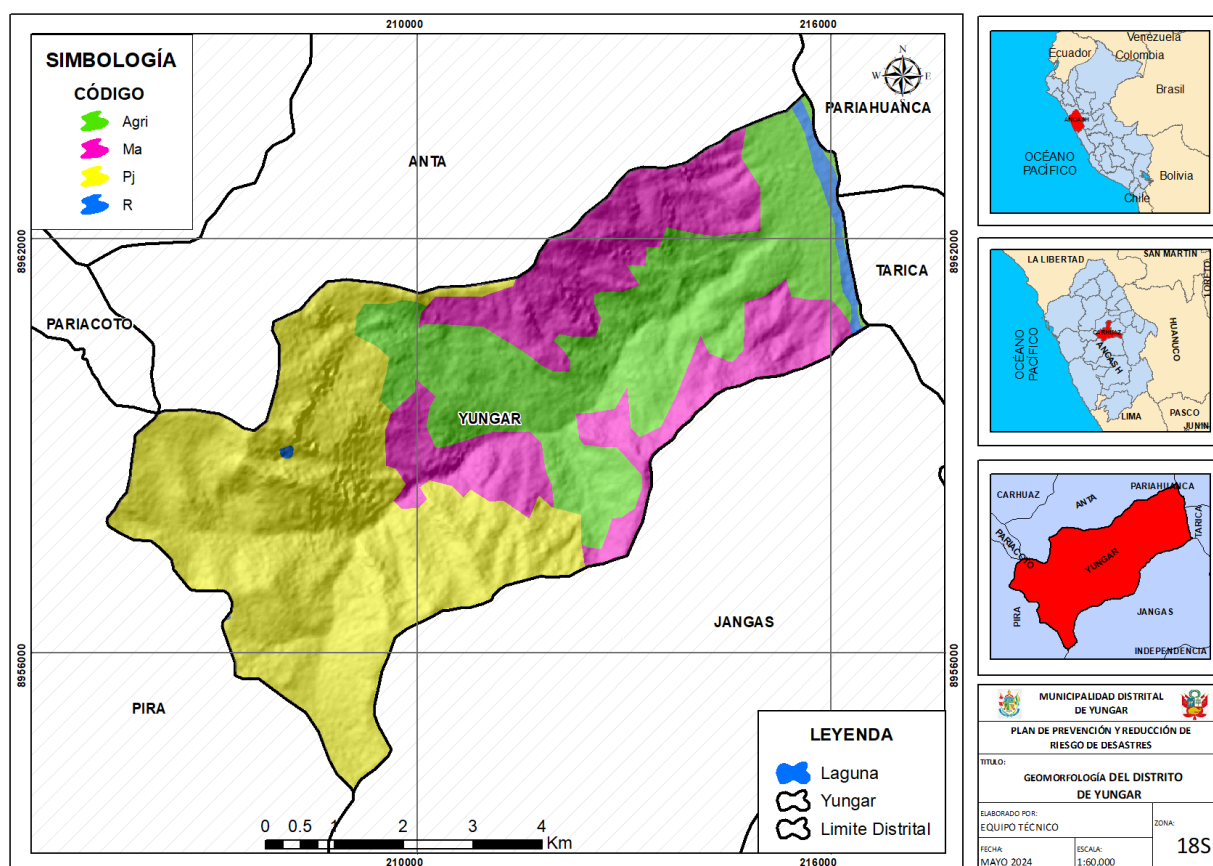 210000
216000
SIMBOLOGÍA
CÓDIGO
Agri
Ma
Pj
R
N
W
E
S
PARIAHUANCA
ANTA
8962000
8962000
TARICA
PARIACOTO
YUNGAR
JANGAS
8956000
8956000
PIRA
LEYENDA
Laguna
Yungar
Limite Distrital
0 0.5 1 2 3 4
Km
210000
216000
Venezuela
Ecuador
Colombia
Brasil
ANCASH
OCÉANO
PACÍFICO
Bolivia
Chile
SAN MARTIN
LA LIBERTAD
LORETO
CARHUAZ
HUANUCO
OCÉANO
PACÍFICO
ÁNCASH
LIMA
PASCO
JUNIN
PARIAHUANCA
CARHUAZ
ANTA
TARICA
PARIACOTO
YUNGAR
PIRA
JANGAS
INDEPENDENCIA
MUNICIPALIDAD DISTRITAL
DE YUNGAR
PLAN DE PREVENCIÓN Y REDUCCIÓN DE
RIESGO DE DESASTRES
TITULO:
GEOMORFOLOGÍA DEL DISTRITO
DE YUNGAR
ELABORADO POR:
EQUIPO TÉCNICO
ZONA:
18S
FECHA:
MAYO 2024
ESCALA:
1:60.000